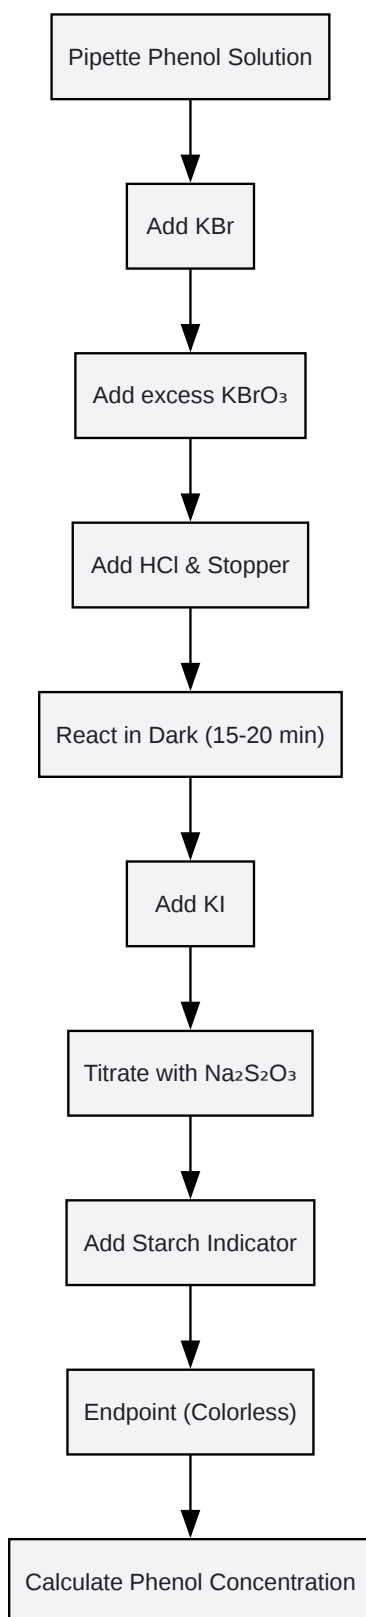 Pipette Phenol Solution
Add KBr
Add excess KBrO₃
Add HCl & Stopper
React in Dark (15-20 min)
Add KI
Titrate with Na₂S₂O₃
Add Starch Indicator
Endpoint (Colorless)
Calculate Phenol Concentration